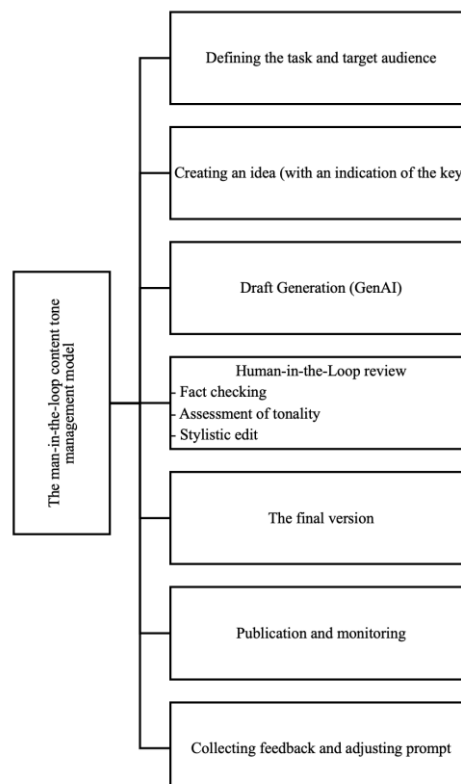 The man-in-the-loop content tone
management model
Defining the task and target audience
Creating an idea (with an indication of the key
Draft Generation (GenAI)
Human-in-the-Loop review
- Fact checking
- Assessment of tonality
- Stylistic edit
The final version
Publication and monitoring
Collecting feedback and adjusting prompt